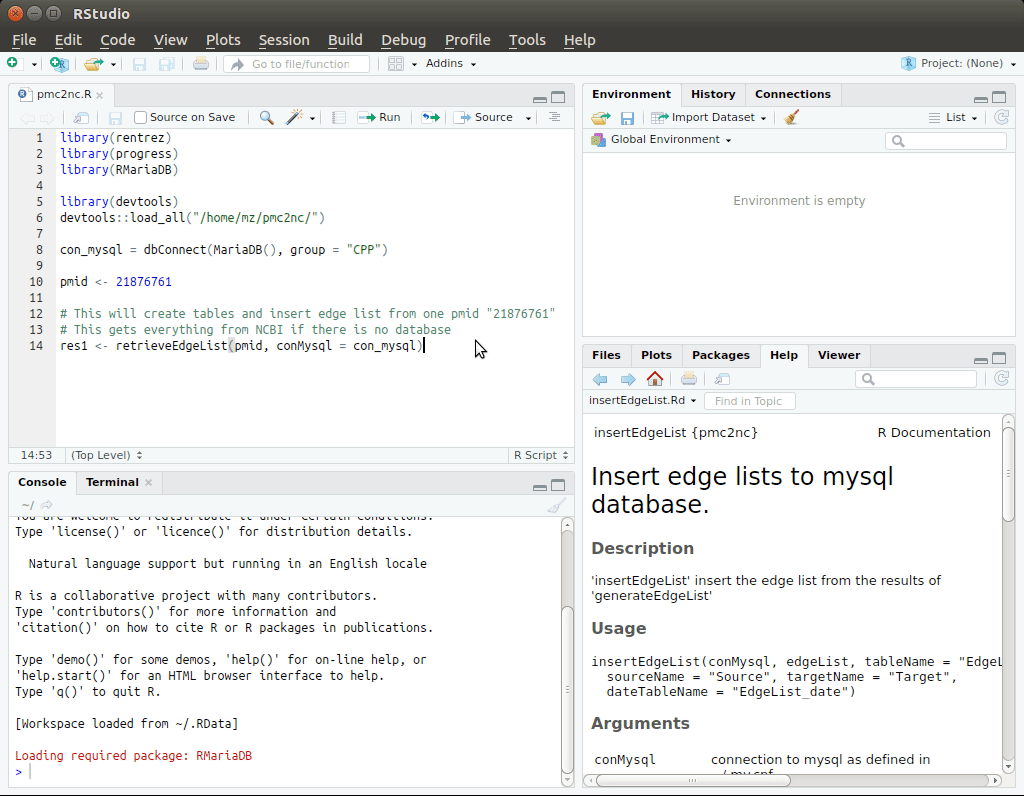 RStudio
File Edit Code View Plots Session Build Debug Profile Tools Help
Go to file/function Addins Project: (None)
pmc2nc.R
Source on Save Run Source
1 library(rentrez)
2 library(progress)
3 library(RMariaDB)
4
5 library(devtools)
6 devtools::load_all("/home/mz/pmc2nc/")
7
8 con_mysql = dbConnect(MariaDB(), group = "CPP")
9
10 pmid <- 21876761
11
12 # This will create tables and insert edge list from one pmid "21876761"
13 # This gets everything from NCBI if there is no database
14 res1 <- retrieveEdgeList(pmid, conMysql = con_mysql)
14:53 (Top Level) R Script
Console Terminal
~/
You are welcome to redistribute it under certain conditions.
Type 'license()' or 'licence()' for distribution details.
Natural language support but running in an English locale
R is a collaborative project with many contributors.
Type 'contributors()' for more information and
'citation()' on how to cite R or R packages in publications.
Type 'demo()' for some demos, 'help()' for on-line help, or
'help.start()' for an HTML browser interface to help.
Type 'q()' to quit R.
[Workspace loaded from ~/.RData]
Loading required package: RMariaDB
>
Environment History Connections
Import Dataset List
Global Environment
Environment is empty
Files Plots Packages Help Viewer
insertEdgeList.Rd Find in Topic
insertEdgeList {pmc2nc} R Documentation
Insert edge lists to mysql
database.
Description
'insertEdgeList' insert the edge list from the results of
'generateEdgeList'
Usage
insertEdgeList(conMysql, edgeList, tableName = "EdgeL
sourceName = "Source", targetName = "Target",
dateTableName = "EdgeList_date")
Arguments
conMysql connection to mysql as defined in